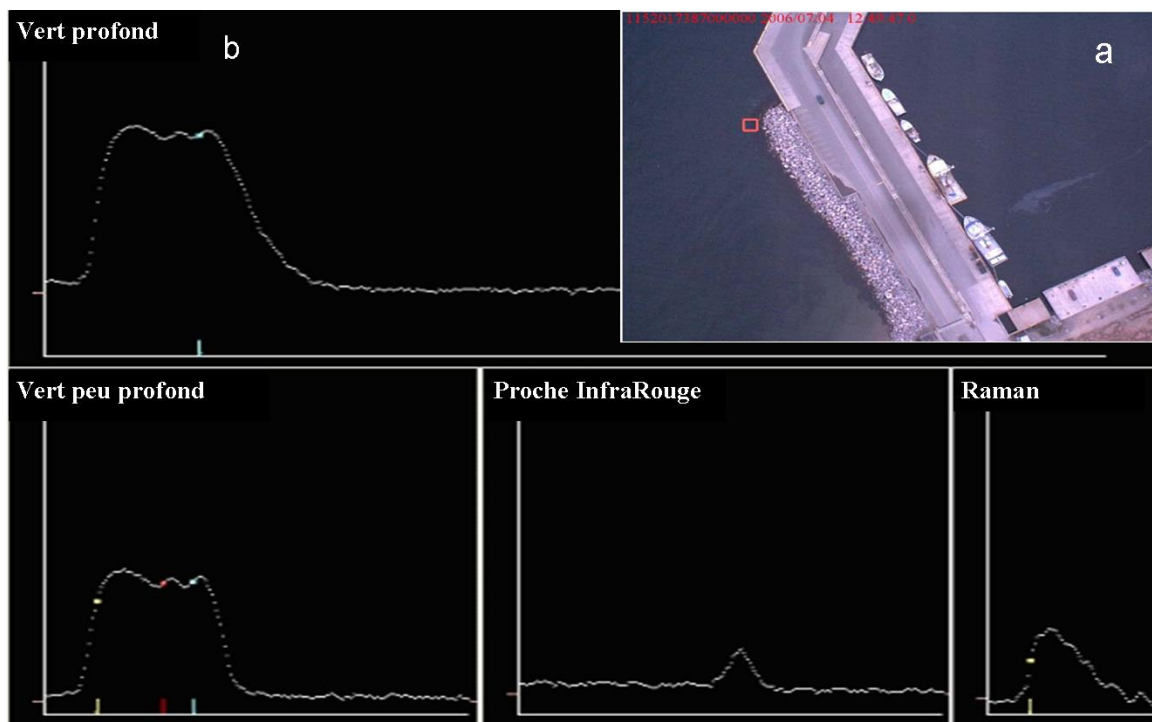 Vert profond
b
a
2006/07/04
Vert peu profond
Proche InfraRouge
Raman